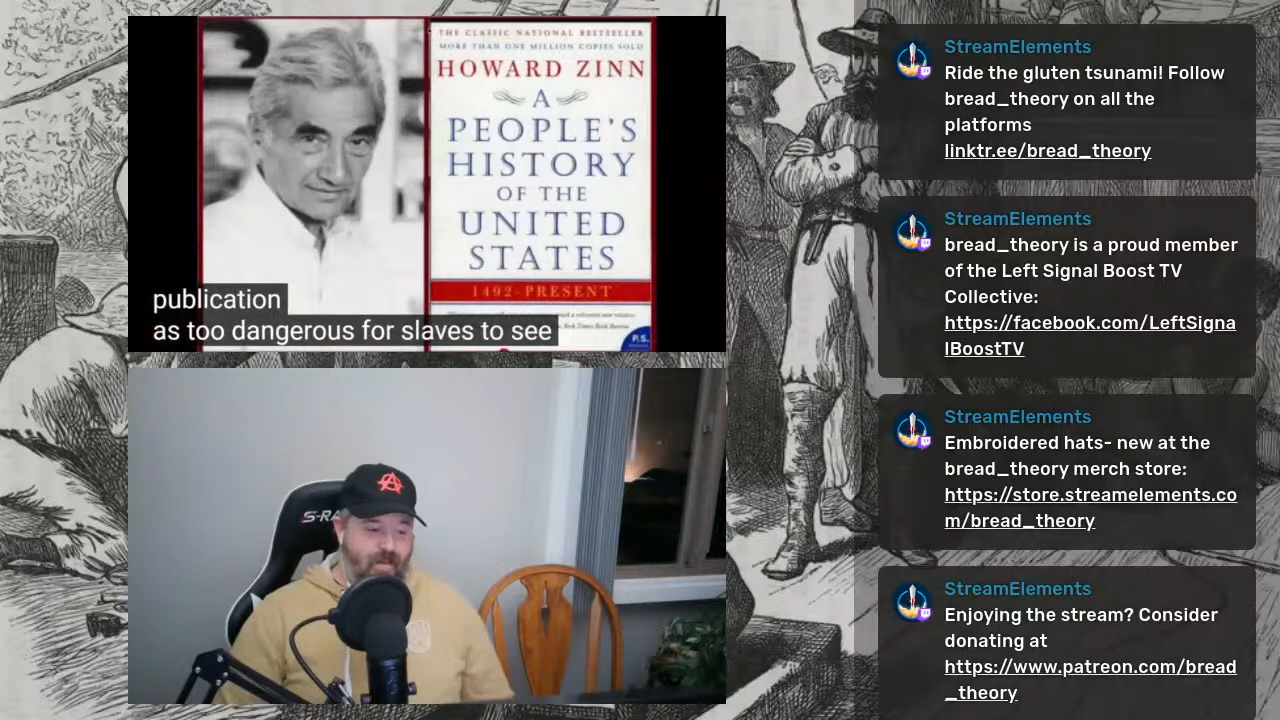 THE CLASSIC NATIONAL BESTSELLER
MORE THAN ONE MILLION COPIES SOLD
HOWARD ZINN
A
PEOPLE'S
HISTORY
OF THE
UNITED
STATES
1492–PRESENT
P.S.
publication
as too dangerous for slaves to see
S-RA
StreamElements
Ride the gluten tsunami! Follow
bread_theory on all the
platforms
linktr.ee/bread_theory
StreamElements
bread_theory is a proud member
of the Left Signal Boost TV
Collective:
https://facebook.com/LeftSigna
lBoostTV
StreamElements
Embroidered hats- new at the
bread_theory merch store:
https://store.streamelements.co
m/bread_theory
StreamElements
Enjoying the stream? Consider
donating at
https://www.patreon.com/bread
_theory